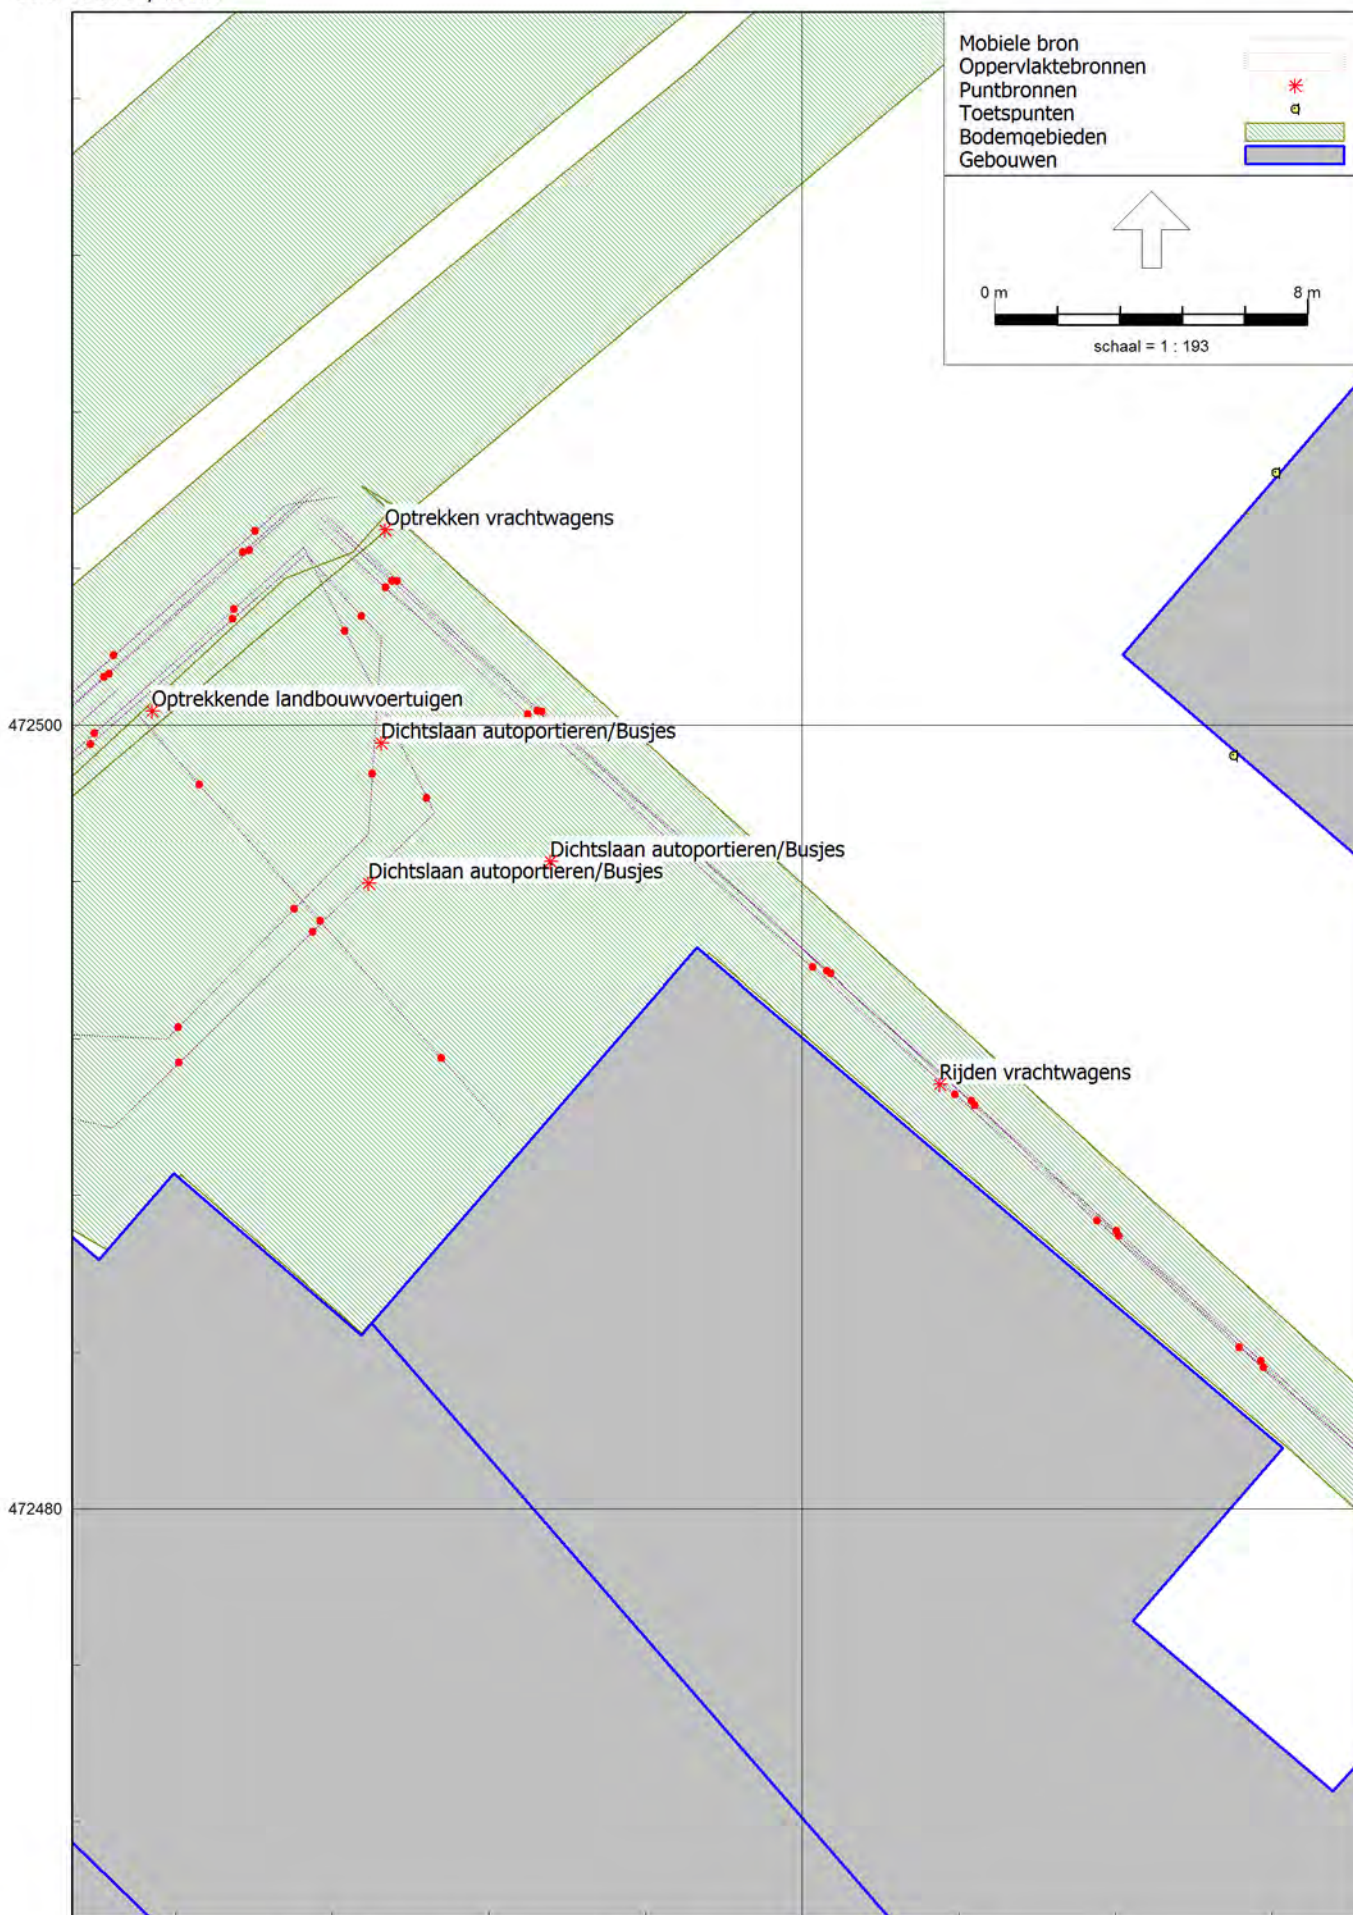 Mobiele bron
Oppervlaktebronnen
Puntbronnen
Toetspunten
Bodemgebieden
Gebouwen
0 m
8 m
schaal = 1 : 193
Optrekken vrachtwagens
Optrekkende landbouwvoertuigen
472500
Dichtslaan autoportieren/Busjes
Dichtslaan autoportieren/Busjes
Dichtslaan autoportieren/Busjes
Rijden vrachtwagens
472480